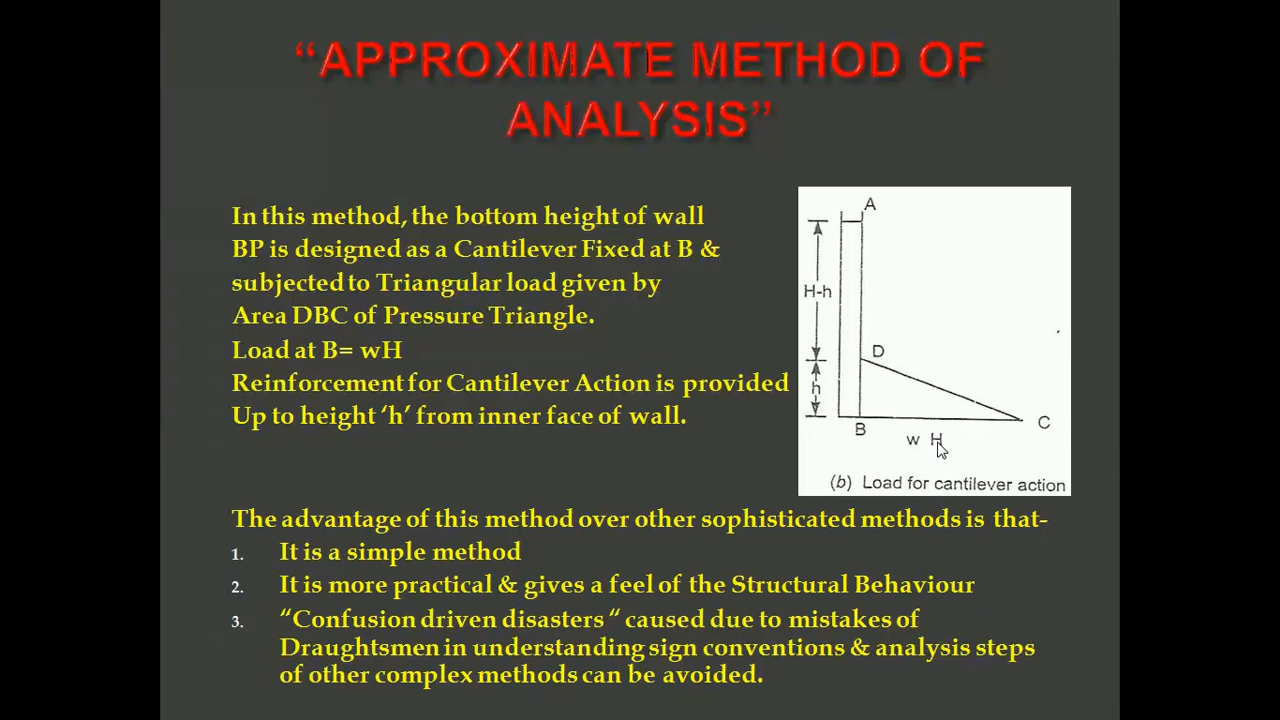 “APPROXIMATE METHOD OF
ANALYSIS”
In this method, the bottom height of wall
BP is designed as a Cantilever Fixed at B &
subjected to Triangular load given by
Area DBC of Pressure Triangle.
Load at B= wH
Reinforcement for Cantilever Action is provided
Up to height ‘h’ from inner face of wall.
A
H-h
D
h
B
C
w H
(b) Load for cantilever action
The advantage of this method over other sophisticated methods is that-
1. It is a simple method
2. It is more practical & gives a feel of the Structural Behaviour
3. “Confusion driven disasters “ caused due to mistakes of
Draughtsmen in understanding sign conventions & analysis steps
of other complex methods can be avoided.